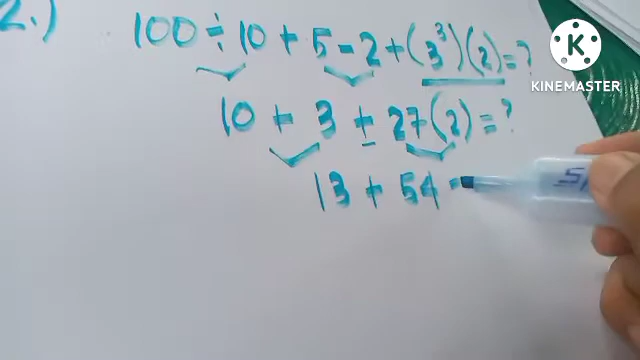 2.)
100 ÷ 10 + 5 - 2 + (3³)(2) = ?
K
KINEMASTER
10 + 3 + 27(2) = ?
13 + 54 =